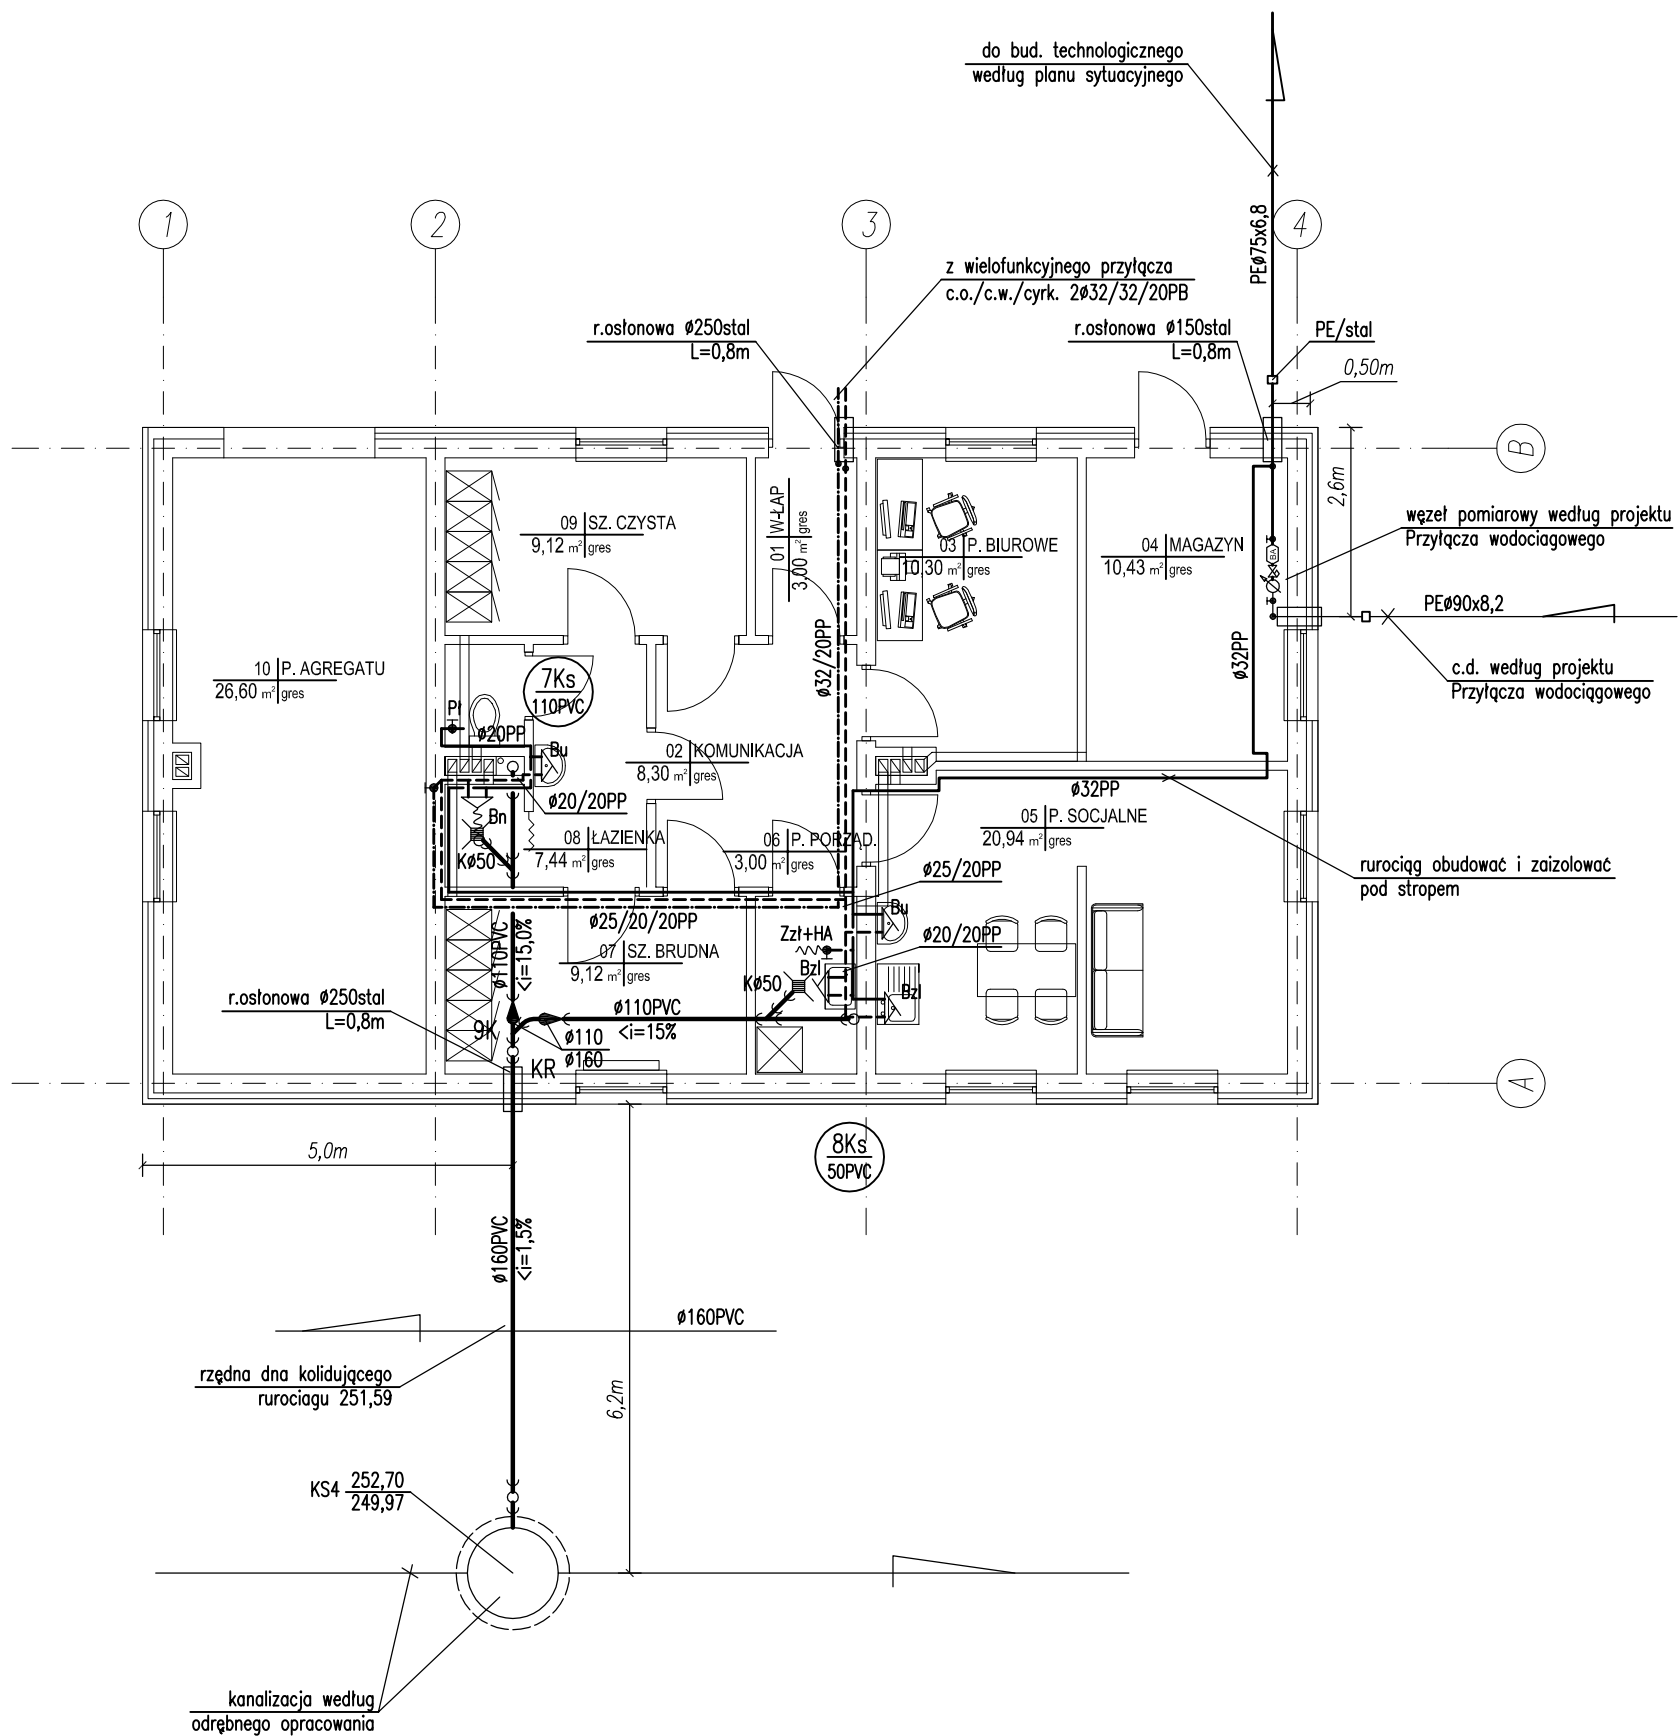 do bud. technologicznego
według planu sytuacyjnego
PEø75x6,8
1
2
3
4
z wielofunkcyjnego przyłącza
c.o./c.w./cyrk. 2ø32/32/20PB
r.osłonowa ø250stal
L=0,8m
r.osłonowa ø150stal
L=0,8m
PE/stal
0,50m
B
2,6m
węzeł pomiarowy według projektu
Przyłącza wodociagowego
09 SZ. CZYSTA
9,12 m² gres
01 W-ŁAP
3,00 m² gres
03 P. BIUROWE
10,30 m² gres
04 MAGAZYN
10,43 m² gres
BA
PEø90x8,2
c.d. według projektu
Przyłącza wodociągowego
10 P. AGREGATU
26,60 m² gres
7Ks
110PVC
ø32/20PP
ø32PP
Pł
ø20PP
Bu
02 KOMUNIKACJA
8,30 m² gres
ø20/20PP
ø32PP
Bn
Kø50
08 ŁAZIENKA
7,44 m² gres
06 P. PORZĄD.
3,00 m² gres
05 P. SOCJALNE
20,94 m² gres
rurociąg obudować i zaizolować
pod stropem
ø25/20PP
ø25/20/20PP
Bu
ø20/20PP
Zzł+HA
ø110PVC
<i=15,0%
07 SZ. BRUDNA
9,12 m² gres
Kø50
Bzl
Bzl
r.osłonowa ø250stal
L=0,8m
ø110PVC
<i=15%
9K
ø110
ø160
KR
A
5,0m
8Ks
50PVC
ø160PVC
<i=1,5%
ø160PVC
rzędna dna kolidującego
rurociagu 251,59
6,2m
KS4 252,70
249,97
kanalizacja według
odrębnego opracowania